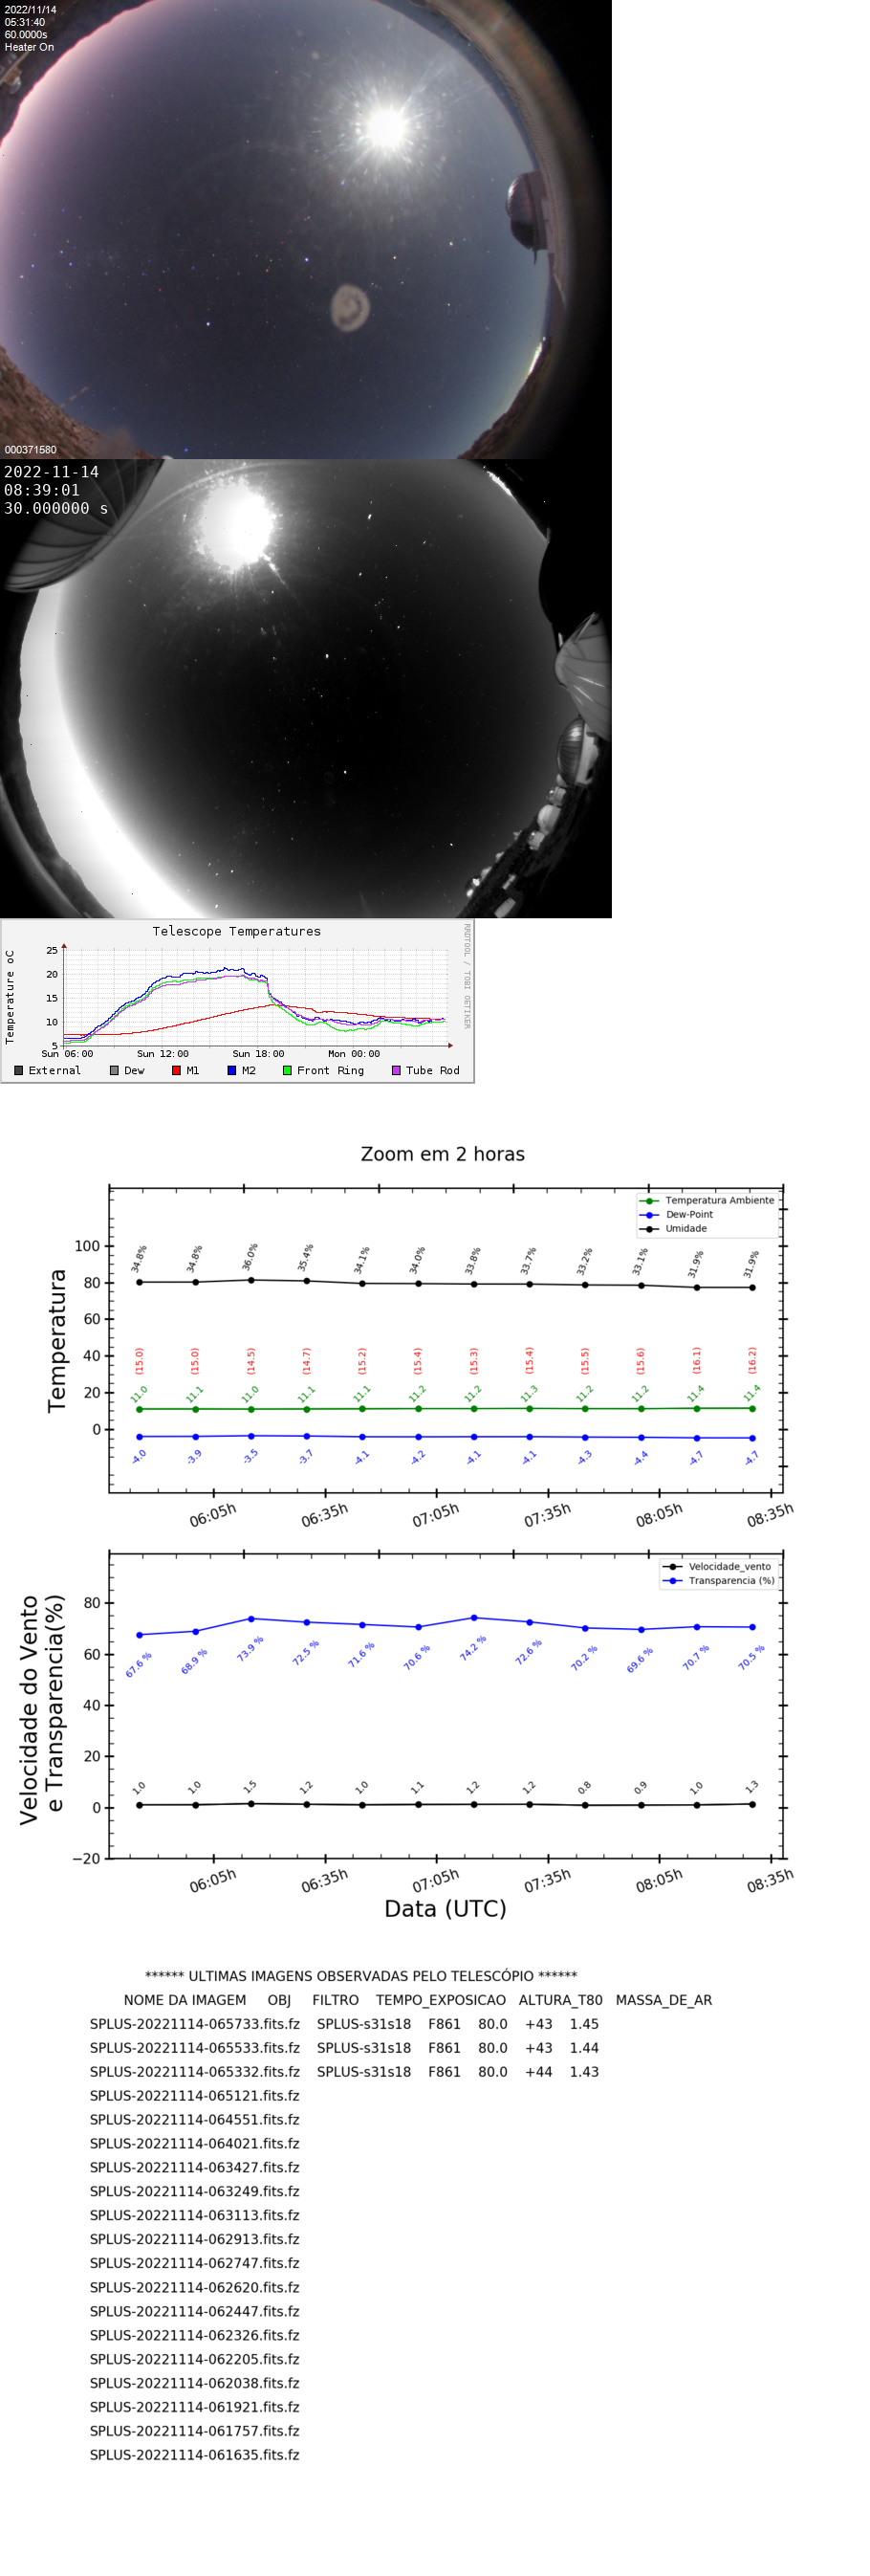 2022/11/14
05:31:40
60.0000s
Heater On
000371580
2022-11-14
08:39:01
30.000000 s
Telescope Temperatures
RRDTOOL / TOBI OETIKER
Temperature oC
25
20
15
10
5
Sun 06:00 Sun 12:00 Sun 18:00 Mon 00:00
External Dew M1 M2 Front Ring Tube Rod
Zoom em 2 horas
Temperatura Ambiente
Dew-Point
Umidade
Temperatura
100
80
60
40
20
0
34.8% 34.8% 36.0% 35.4% 34.1% 34.0% 33.8% 33.7% 33.2% 33.1% 31.9% 31.9%
(15.0) (15.0) (14.5) (14.7) (15.2) (15.4) (15.3) (15.4) (15.5) (15.6) (16.1) (16.2)
11.0 11.1 11.0 11.1 11.1 11.2 11.2 11.3 11.2 11.2 11.4 11.4
-4.0 -3.9 -3.5 -3.7 -4.1 -4.2 -4.1 -4.1 -4.3 -4.4 -4.7 -4.7
06:05h 06:35h 07:05h 07:35h 08:05h 08:35h
Velocidade_vento
Transparencia (%)
Velocidade do Vento
e Transparencia(%)
80
60
40
20
0
−20
67.6 % 68.9 % 73.9 % 72.5 % 71.6 % 70.6 % 74.2 % 72.6 % 70.2 % 69.6 % 70.7 % 70.5 %
1.0 1.0 1.5 1.2 1.0 1.1 1.2 1.2 0.8 0.9 1.0 1.3
06:05h 06:35h 07:05h 07:35h 08:05h 08:35h
Data (UTC)
****** ULTIMAS IMAGENS OBSERVADAS PELO TELESCÓPIO ******
NOME DA IMAGEM OBJ FILTRO TEMPO_EXPOSICAO ALTURA_T80 MASSA_DE_AR
SPLUS-20221114-065733.fits.fz SPLUS-s31s18 F861 80.0 +43 1.45
SPLUS-20221114-065533.fits.fz SPLUS-s31s18 F861 80.0 +43 1.44
SPLUS-20221114-065332.fits.fz SPLUS-s31s18 F861 80.0 +44 1.43
SPLUS-20221114-065121.fits.fz
SPLUS-20221114-064551.fits.fz
SPLUS-20221114-064021.fits.fz
SPLUS-20221114-063427.fits.fz
SPLUS-20221114-063249.fits.fz
SPLUS-20221114-063113.fits.fz
SPLUS-20221114-062913.fits.fz
SPLUS-20221114-062747.fits.fz
SPLUS-20221114-062620.fits.fz
SPLUS-20221114-062447.fits.fz
SPLUS-20221114-062326.fits.fz
SPLUS-20221114-062205.fits.fz
SPLUS-20221114-062038.fits.fz
SPLUS-20221114-061921.fits.fz
SPLUS-20221114-061757.fits.fz
SPLUS-20221114-061635.fits.fz